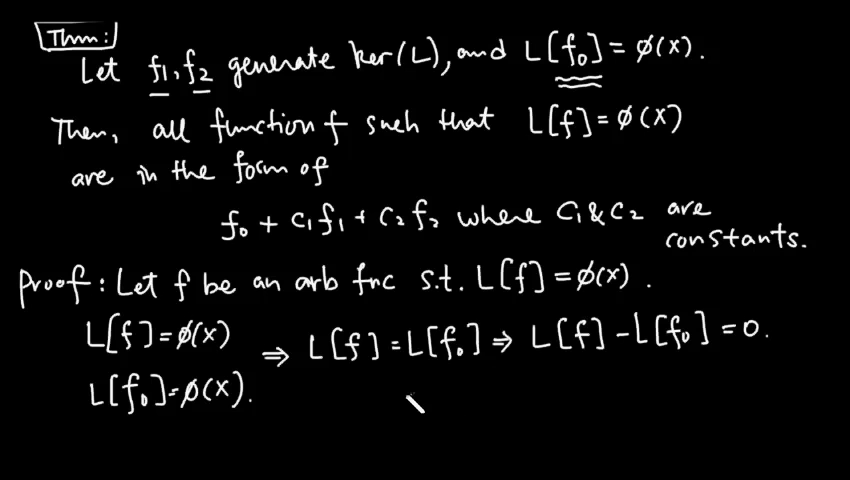 Thm:
Let f1, f2 generate ker(L), and L[f₀] = φ(x).
Then, all function f such that L[f] = φ(x)
are in the form of
f₀ + C₁f₁ + C₂f₂ where C₁ & C₂ are
constants.
Proof: Let f be an arb fnc s.t. L[f] = φ(x).
L[f] = φ(x)
⇒ L[f] = L[f₀] ⇒ L[f] - L[f₀] = 0.
L[f₀] = φ(x).